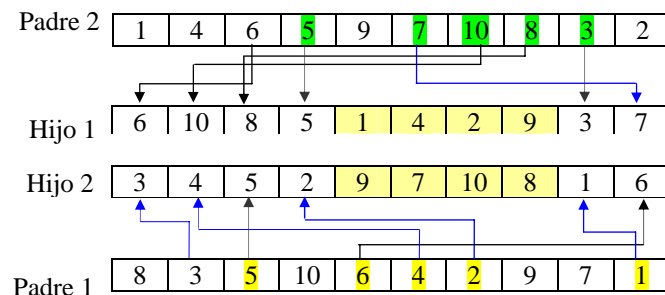 Padre 2 1 4 6 5 9 7 10 8 3 2
Hijo 1 6 10 8 5 1 4 2 9 3 7
Hijo 2 3 4 5 2 9 7 10 8 1 6
Padre 1 8 3 5 10 6 4 2 9 7 1